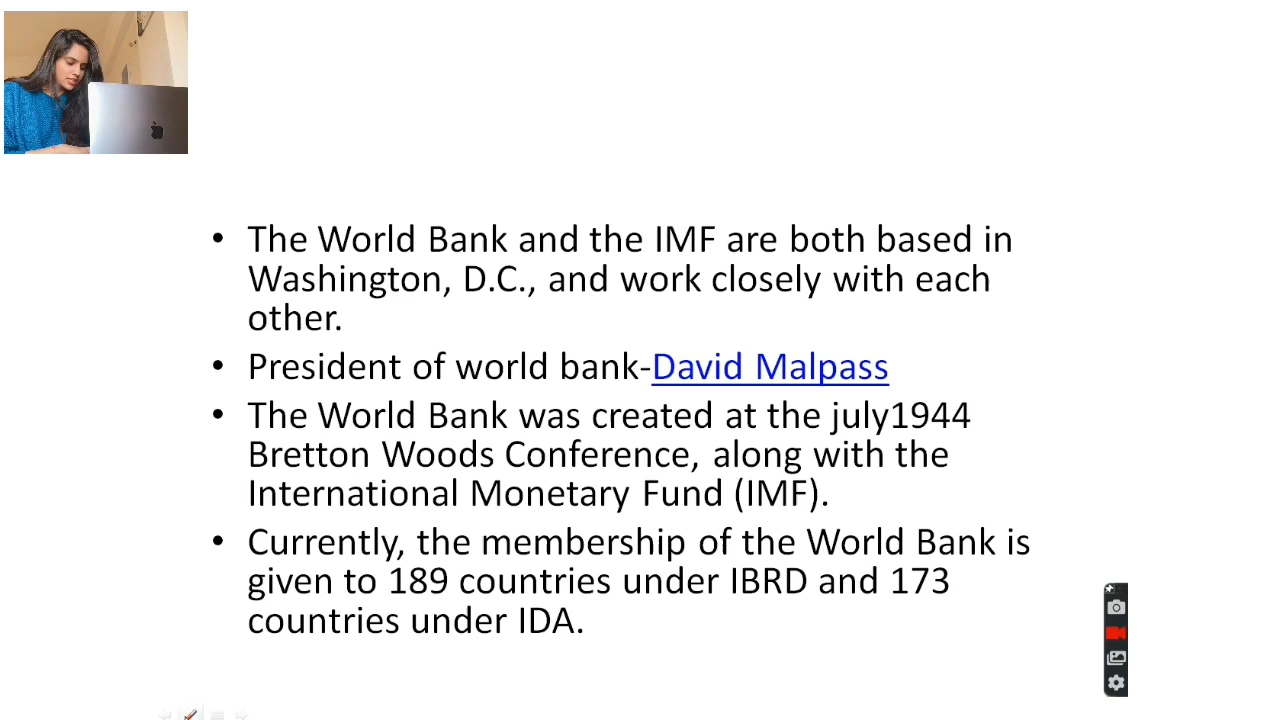 • The World Bank and the IMF are both based in
Washington, D.C., and work closely with each
other.
• President of world bank-David Malpass
• The World Bank was created at the july1944
Bretton Woods Conference, along with the
International Monetary Fund (IMF).
• Currently, the membership of the World Bank is
given to 189 countries under IBRD and 173
countries under IDA.